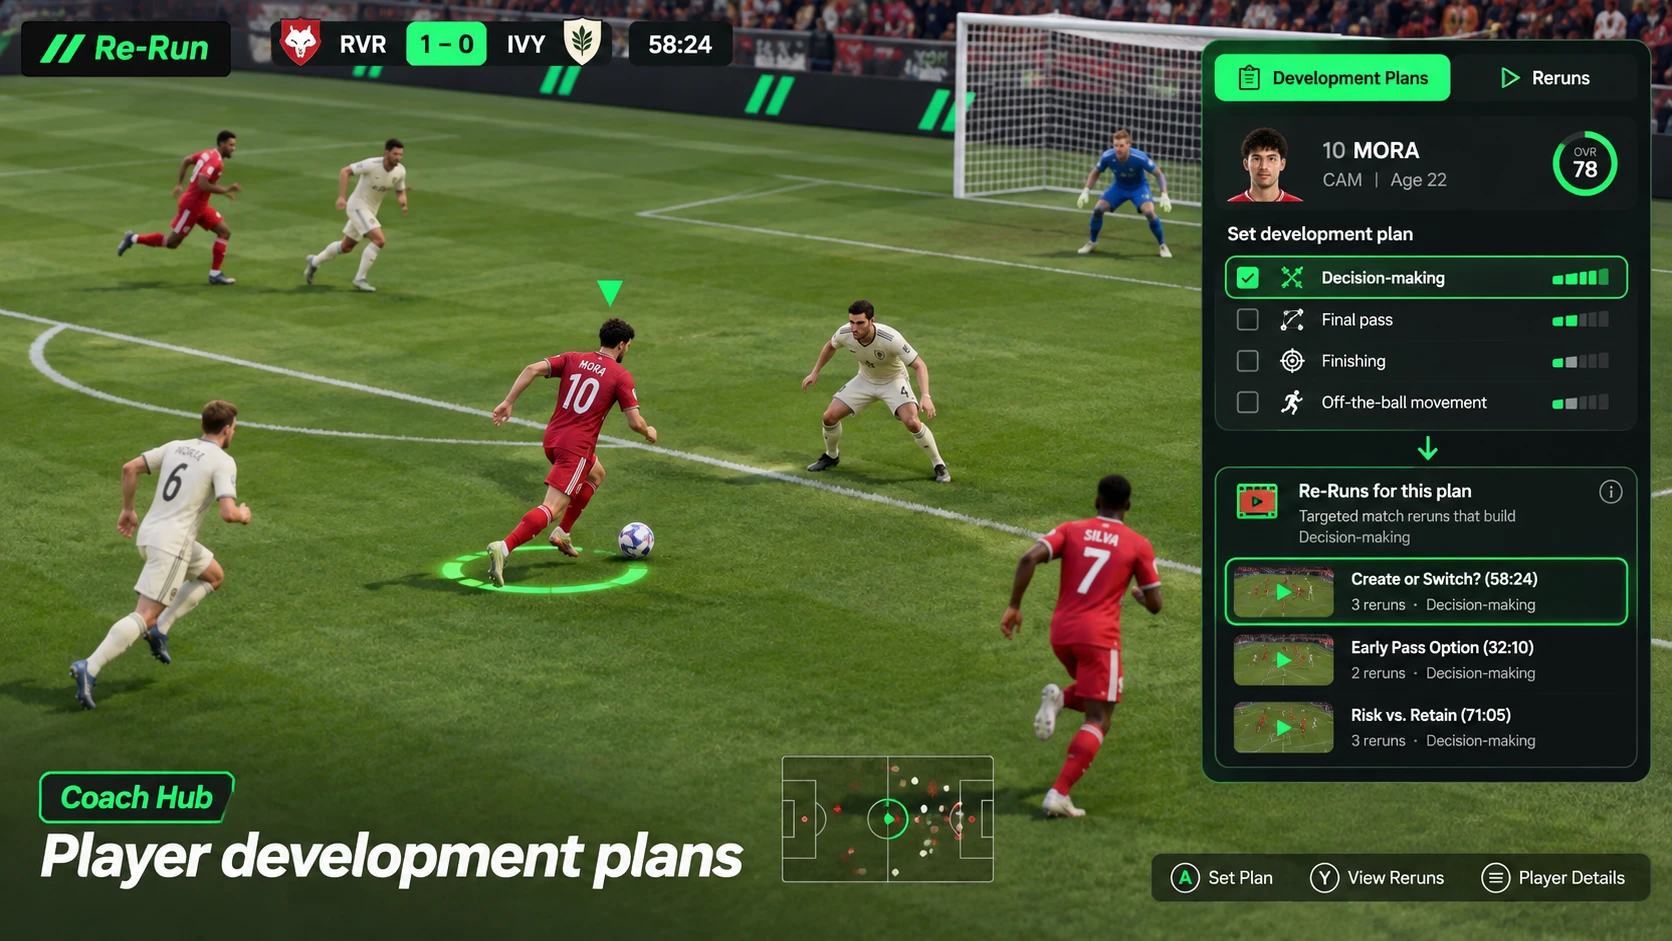 Re-Run
RVR 1 – 0 IVY 58:24
Development Plans
Reruns
10 MORA
CAM | Age 22
OVR
78
Set development plan
Decision-making
Final pass
Finishing
Off-the-ball movement
Re-Runs for this plan
Targeted match reruns that build
Decision-making
Create or Switch? (58:24)
3 reruns · Decision-making
Early Pass Option (32:10)
2 reruns · Decision-making
Risk vs. Retain (71:05)
3 reruns · Decision-making
MORA
10
4
6
SILVA
7
Coach Hub
Player development plans
A Set Plan
Y View Reruns
Player Details